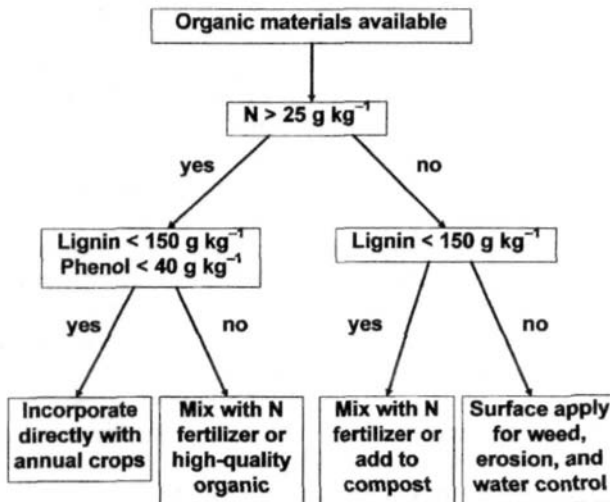 Organic materials available
N > 25 g kg⁻¹
yes
no
Lignin < 150 g kg⁻¹
Phenol < 40 g kg⁻¹
Lignin < 150 g kg⁻¹
yes
no
yes
no
Incorporate
directly with
annual crops
Mix with N
fertilizer or
high-quality
organic
Mix with N
fertilizer or
add to
compost
Surface apply
for weed,
erosion, and
water control